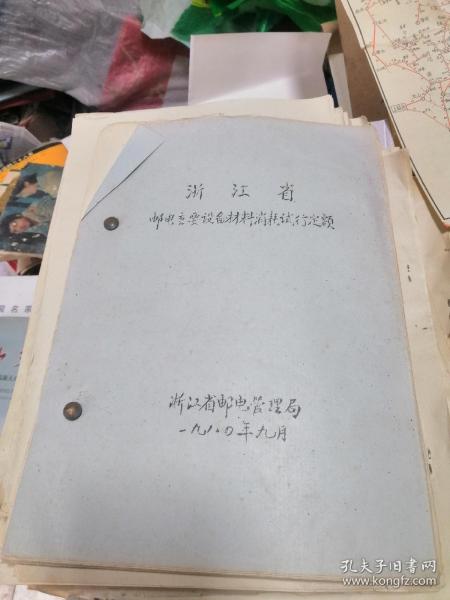 浙江省
邮电主要设备材料消耗试行定额
浙江省邮电管理局
一九八〇年九月
孔夫子旧书网
www.kongfz.com